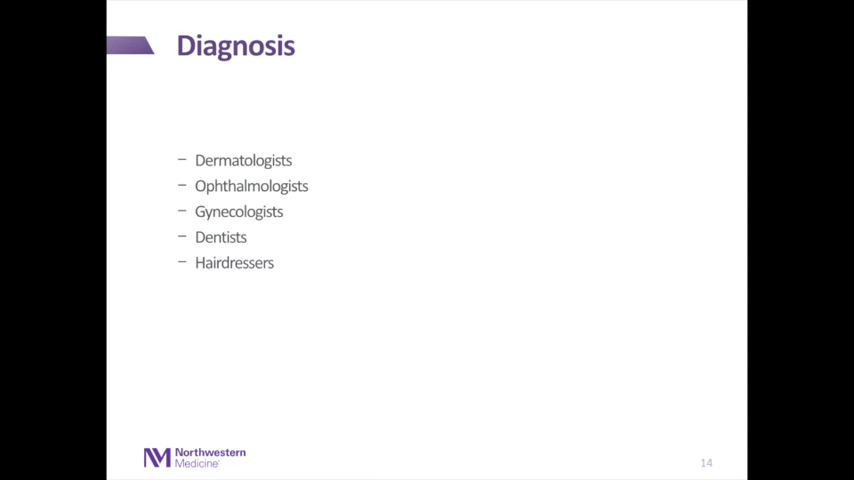 Diagnosis
– Dermatologists
– Ophthalmologists
– Gynecologists
– Dentists
– Hairdressers
Northwestern
Medicine
14